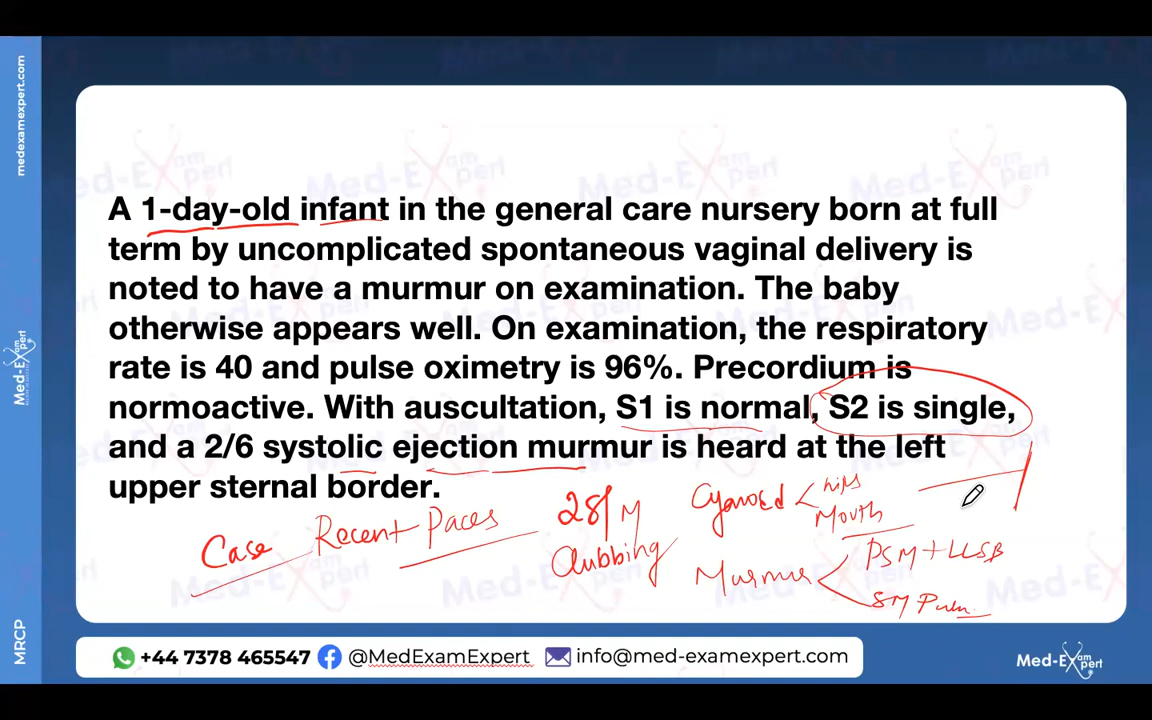 medexamexpert.com
Med-Exam Expert
MRCP
A 1-day-old infant in the general care nursery born at full
term by uncomplicated spontaneous vaginal delivery is
noted to have a murmur on examination. The baby
otherwise appears well. On examination, the respiratory
rate is 40 and pulse oximetry is 96%. Precordium is
normoactive. With auscultation, S1 is normal, S2 is single,
and a 2/6 systolic ejection murmur is heard at the left
upper sternal border.
Case Recent Paces
28/M
Clubbing
Cyanosed < Lips
Mouth
Murmur < PSM + LLSB
SM Pulm.
+44 7378 465547 @MedExamExpert info@med-examexpert.com
Med-Exam Expert